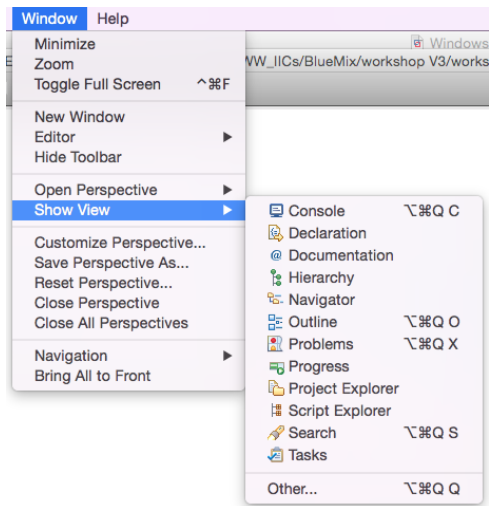 Window Help
Minimize
Windows
Zoom
WW_IICs/BlueMix/workshop V3/works
Toggle Full Screen ^⌘F
New Window
Editor ▶
Hide Toolbar
Open Perspective ▶
Show View ▶
Customize Perspective...
Save Perspective As...
Reset Perspective...
Close Perspective
Close All Perspectives
Navigation ▶
Bring All to Front
Console ⌥⌘Q C
Declaration
@ Documentation
Hierarchy
Navigator
Outline ⌥⌘Q O
Problems ⌥⌘Q X
Progress
Project Explorer
Script Explorer
Search ⌥⌘Q S
Tasks
Other... ⌥⌘Q Q